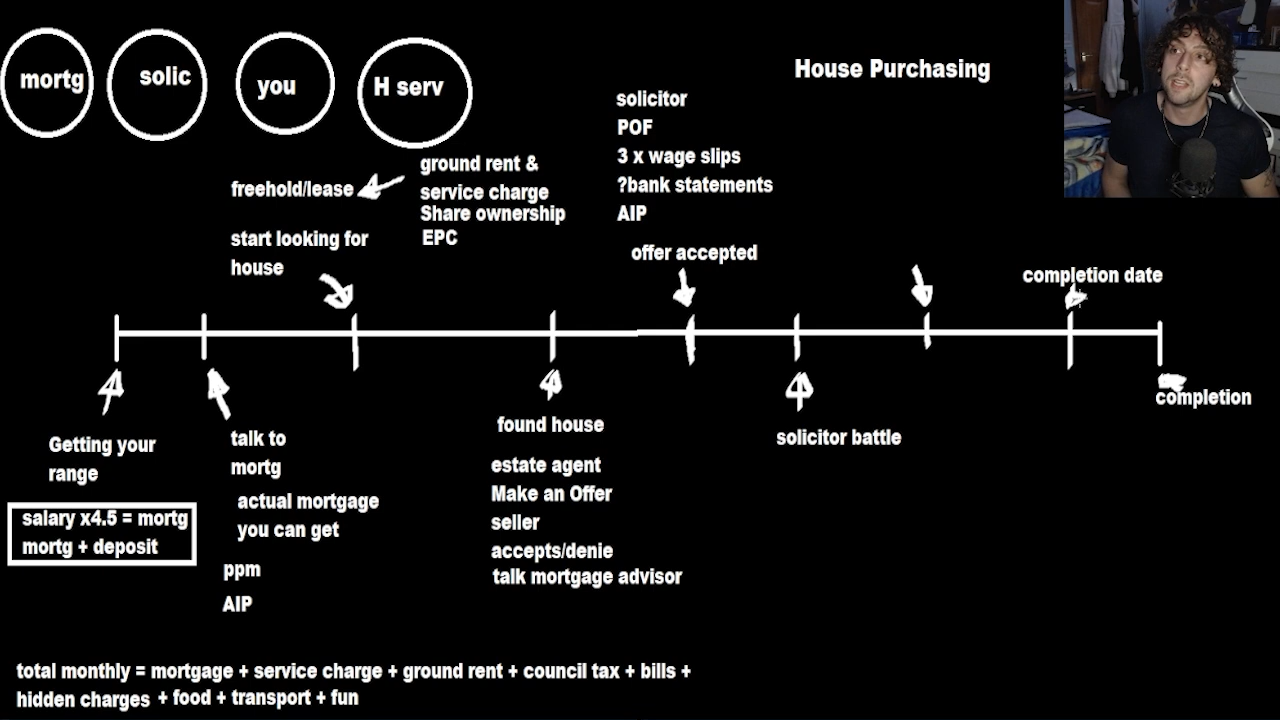 mortg
solic
you
H serv
House Purchasing
solicitor
POF
3 x wage slips
?bank statements
AIP
offer accepted
ground rent &
service charge
Share ownership
EPC
freehold/lease
start looking for
house
completion date
completion
Getting your
range
salary x4.5 = mortg
mortg + deposit
talk to
mortg
actual mortgage
you can get
ppm
AIP
found house
estate agent
Make an Offer
seller
accepts/denie
talk mortgage advisor
solicitor battle
total monthly = mortgage + service charge + ground rent + council tax + bills +
hidden charges + food + transport + fun